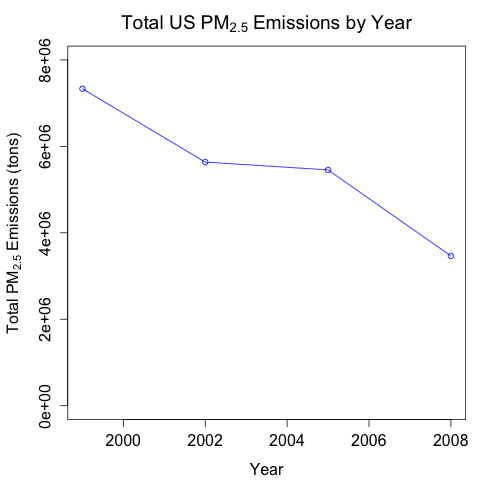 Total US PM2.5 Emissions by Year
Total PM2.5 Emissions (tons)
8e+06
6e+06
4e+06
2e+06
0e+00
2000 2002 2004 2006 2008
Year